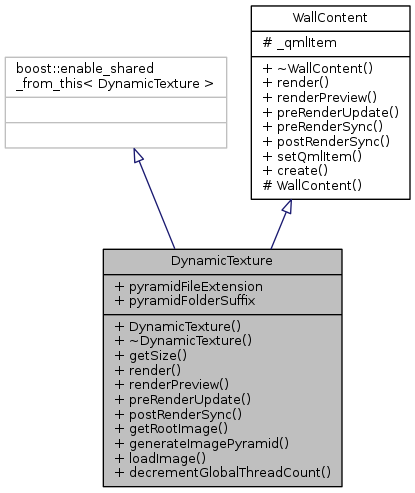 WallContent
# _qmlItem
+ ~WallContent()
+ render()
+ renderPreview()
+ preRenderUpdate()
+ preRenderSync()
+ postRenderSync()
+ setQmlItem()
+ create()
# WallContent()
boost::enable_shared
_from_this< DynamicTexture >
DynamicTexture
+ pyramidFileExtension
+ pyramidFolderSuffix
+ DynamicTexture()
+ ~DynamicTexture()
+ getSize()
+ render()
+ renderPreview()
+ preRenderUpdate()
+ postRenderSync()
+ getRootImage()
+ generateImagePyramid()
+ loadImage()
+ decrementGlobalThreadCount()